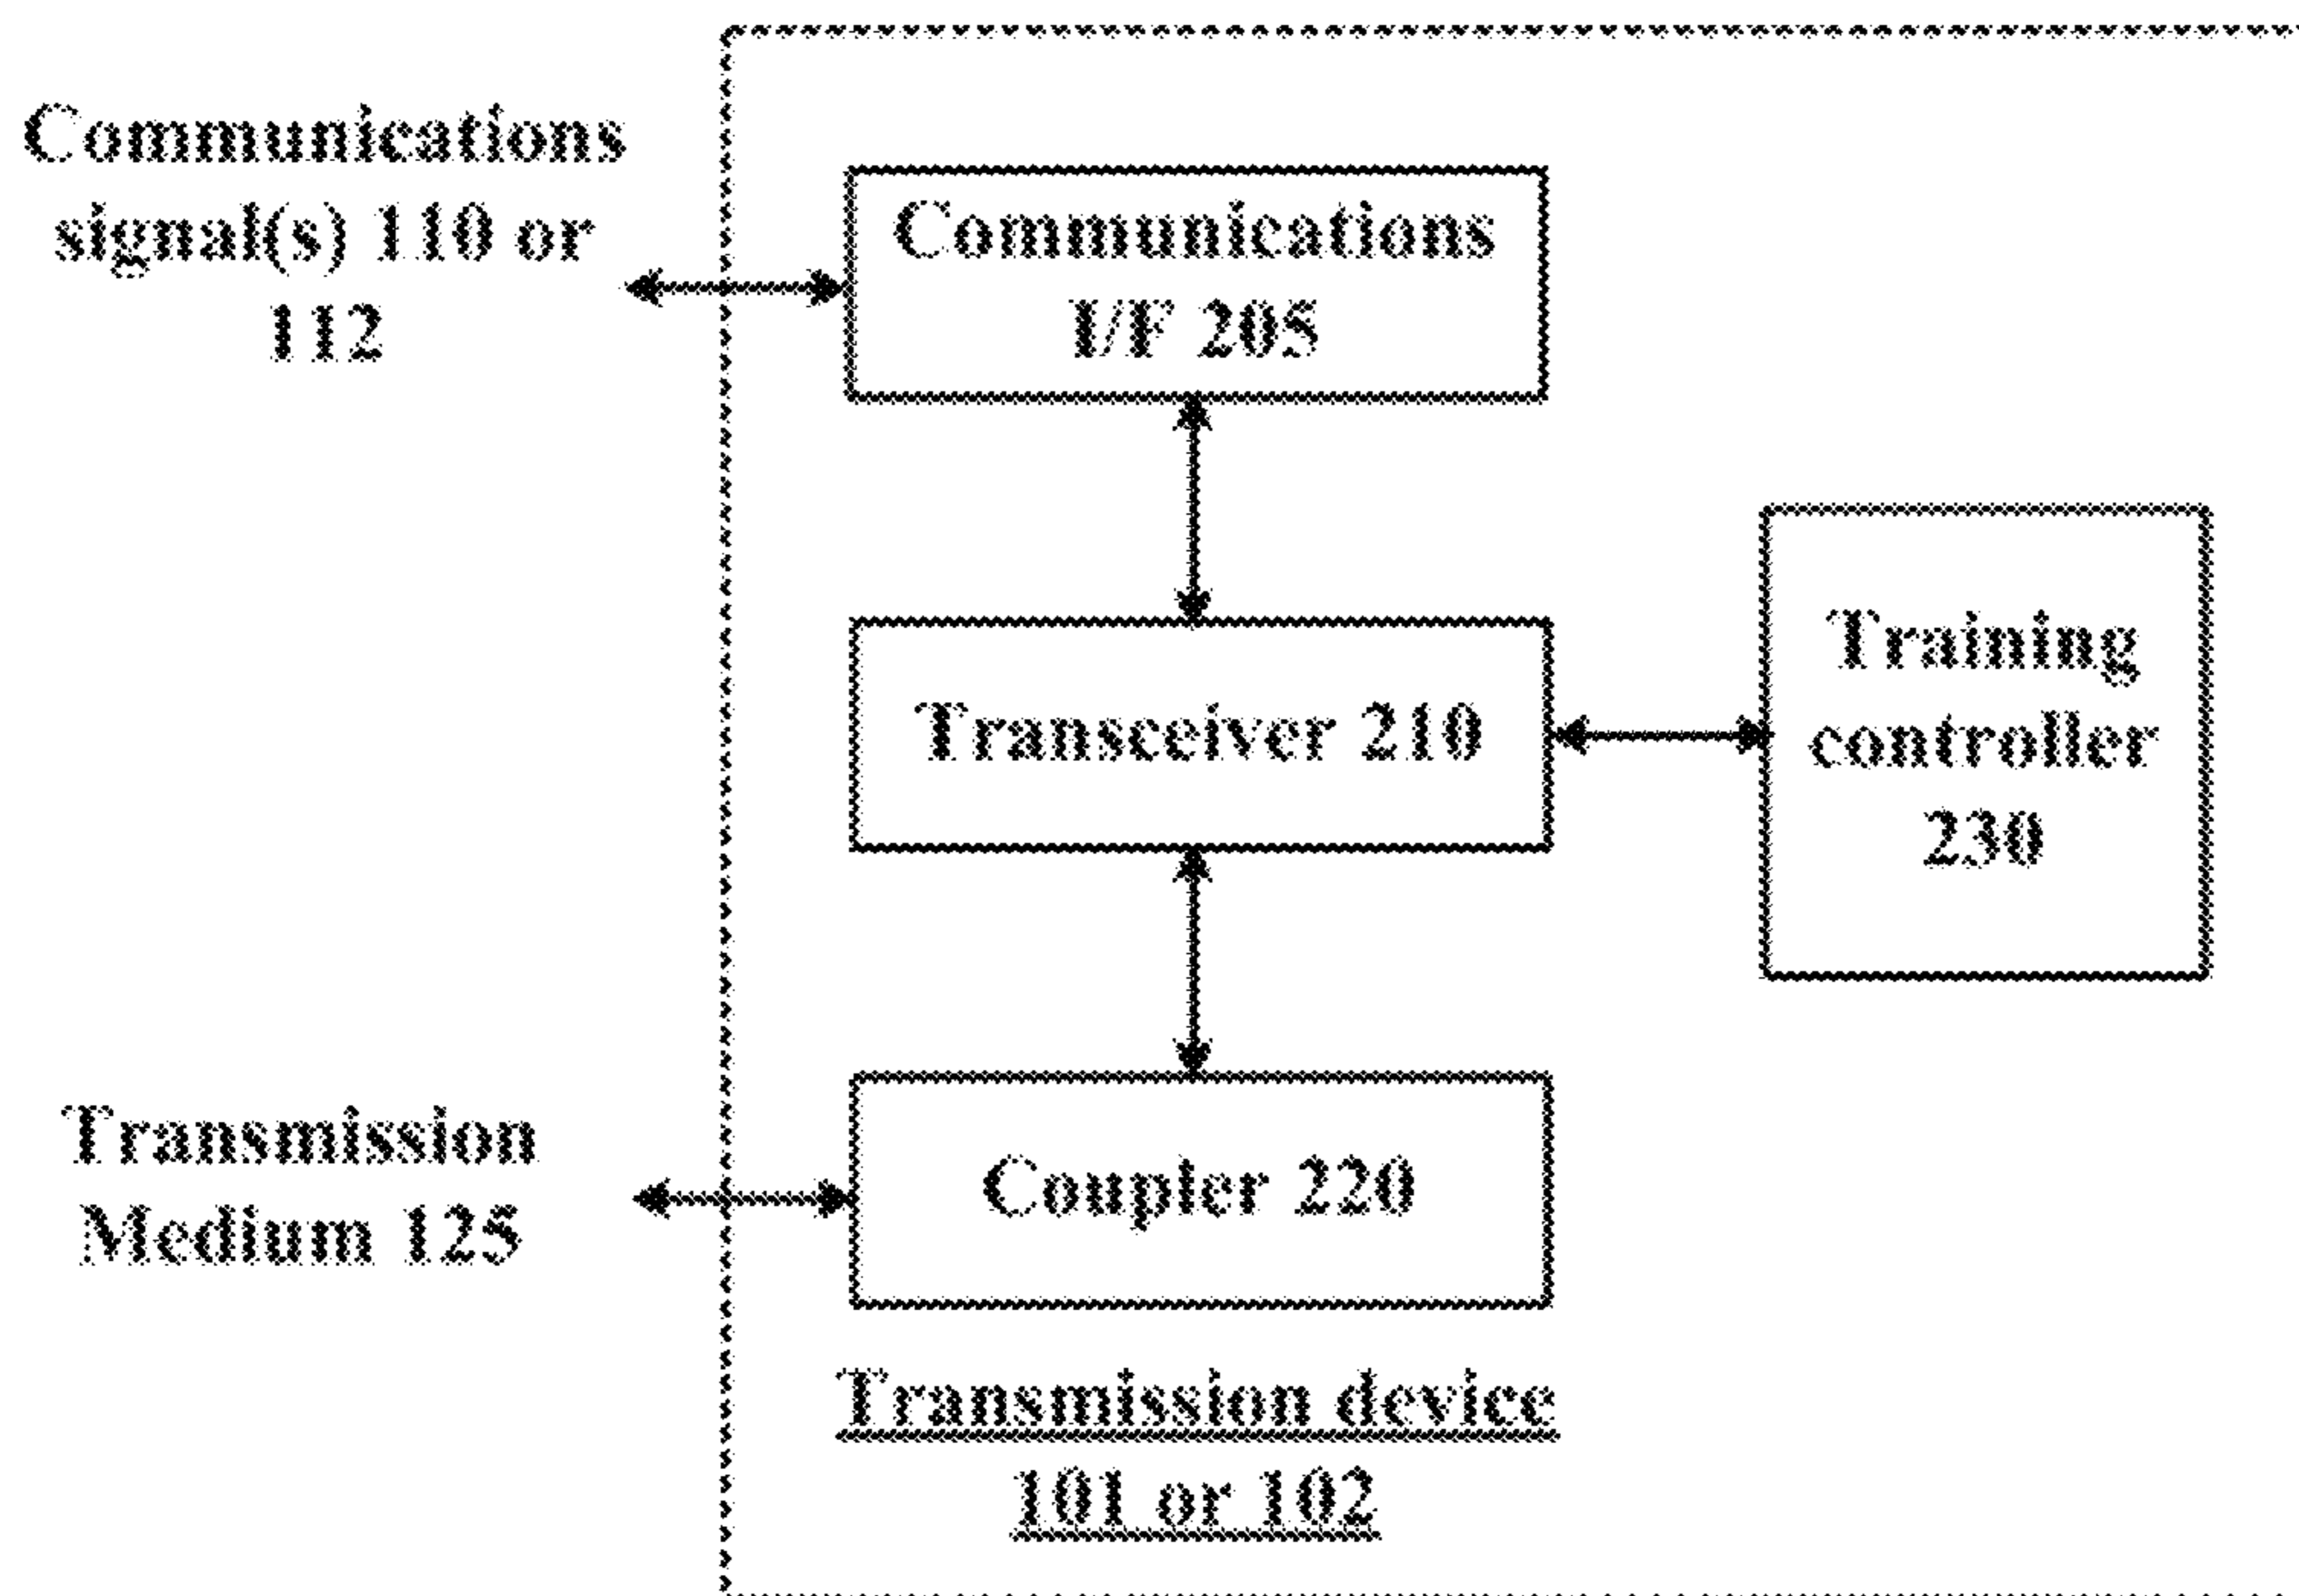 Communications
signal(s) 110 or
112
Communications
I/F 205
Transceiver 210
Training
controller
230
Transmission
Medium 125
Coupler 220
Transmission device
101 or 102